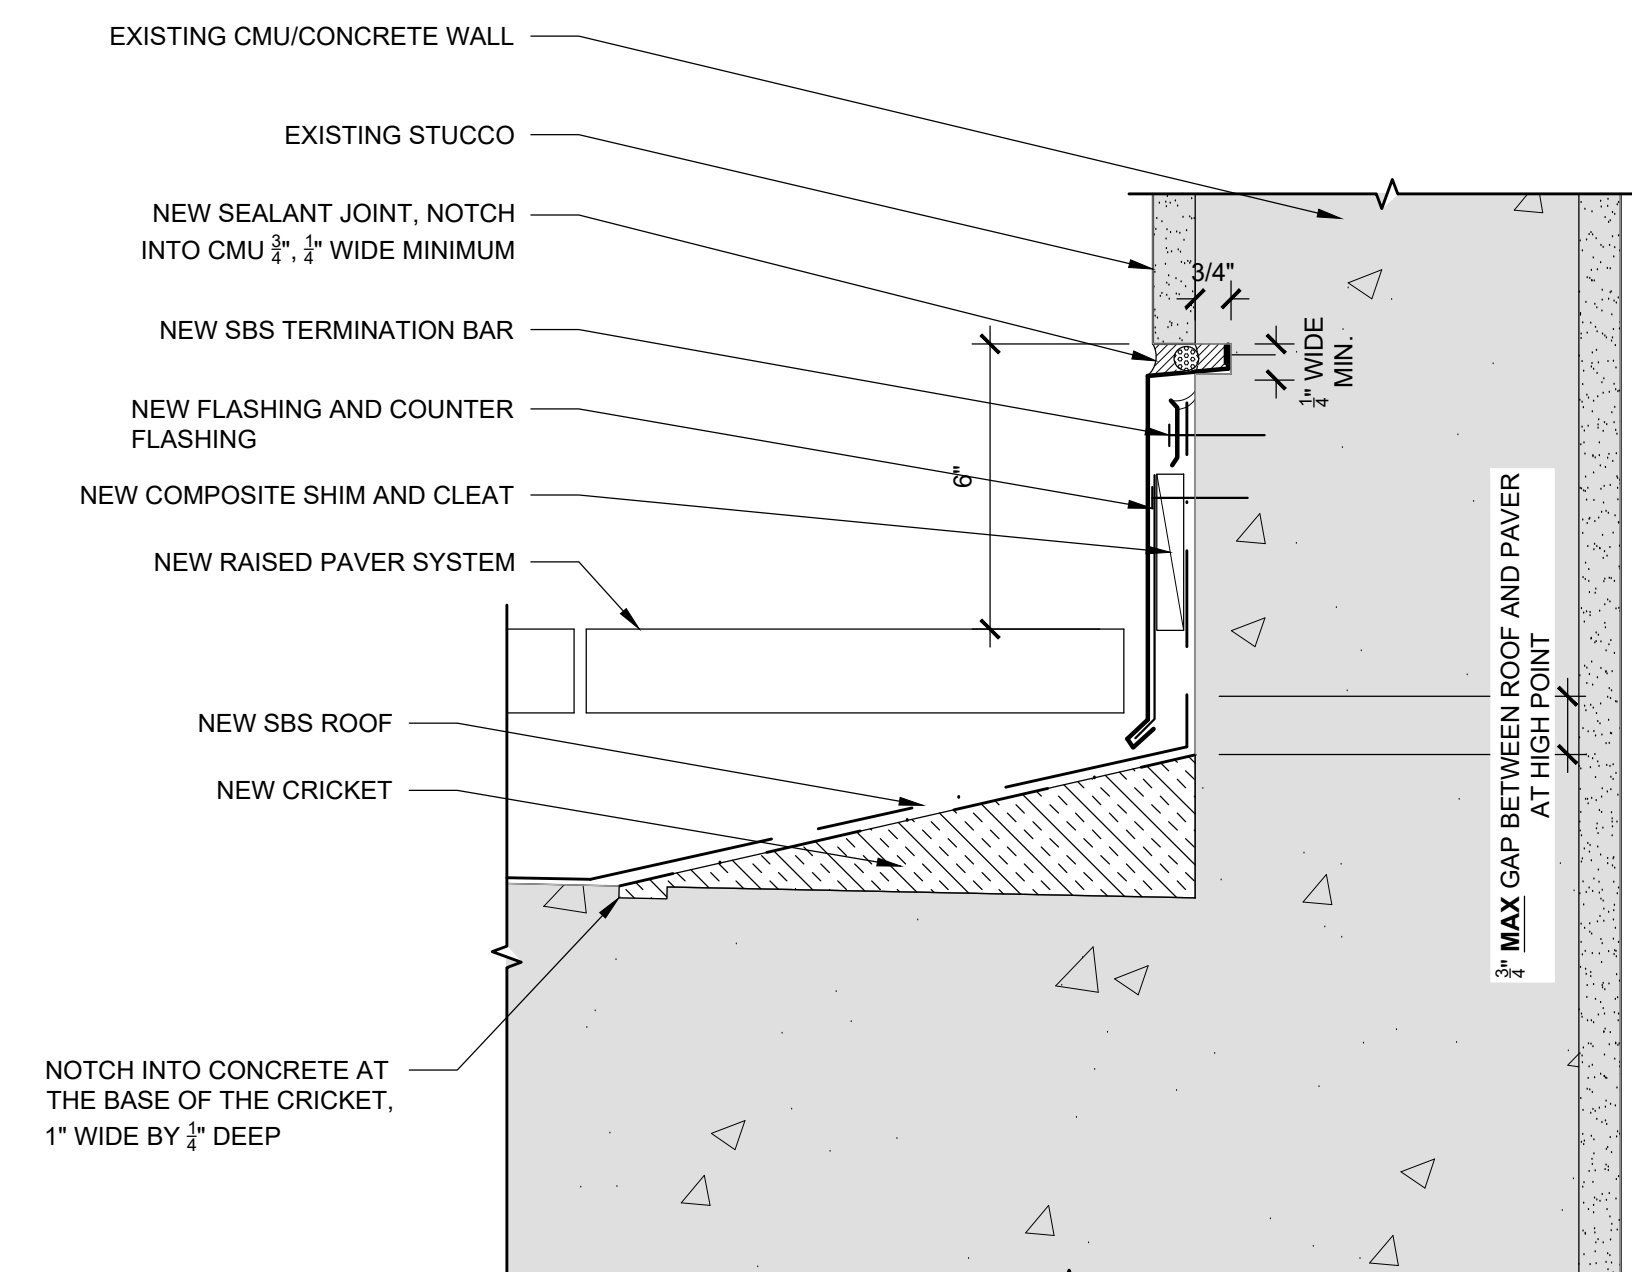 EXISTING CMU/CONCRETE WALL
EXISTING STUCCO
NEW SEALANT JOINT, NOTCH
INTO CMU 3/4", 1/4" WIDE MINIMUM
NEW SBS TERMINATION BAR
NEW FLASHING AND COUNTER
FLASHING
NEW COMPOSITE SHIM AND CLEAT
NEW RAISED PAVER SYSTEM
NEW SBS ROOF
NEW CRICKET
NOTCH INTO CONCRETE AT
THE BASE OF THE CRICKET,
1" WIDE BY 1/4" DEEP
6"
3/4"
1/4" WIDE
MIN.
3/4" MAX GAP BETWEEN ROOF AND PAVER
AT HIGH POINT